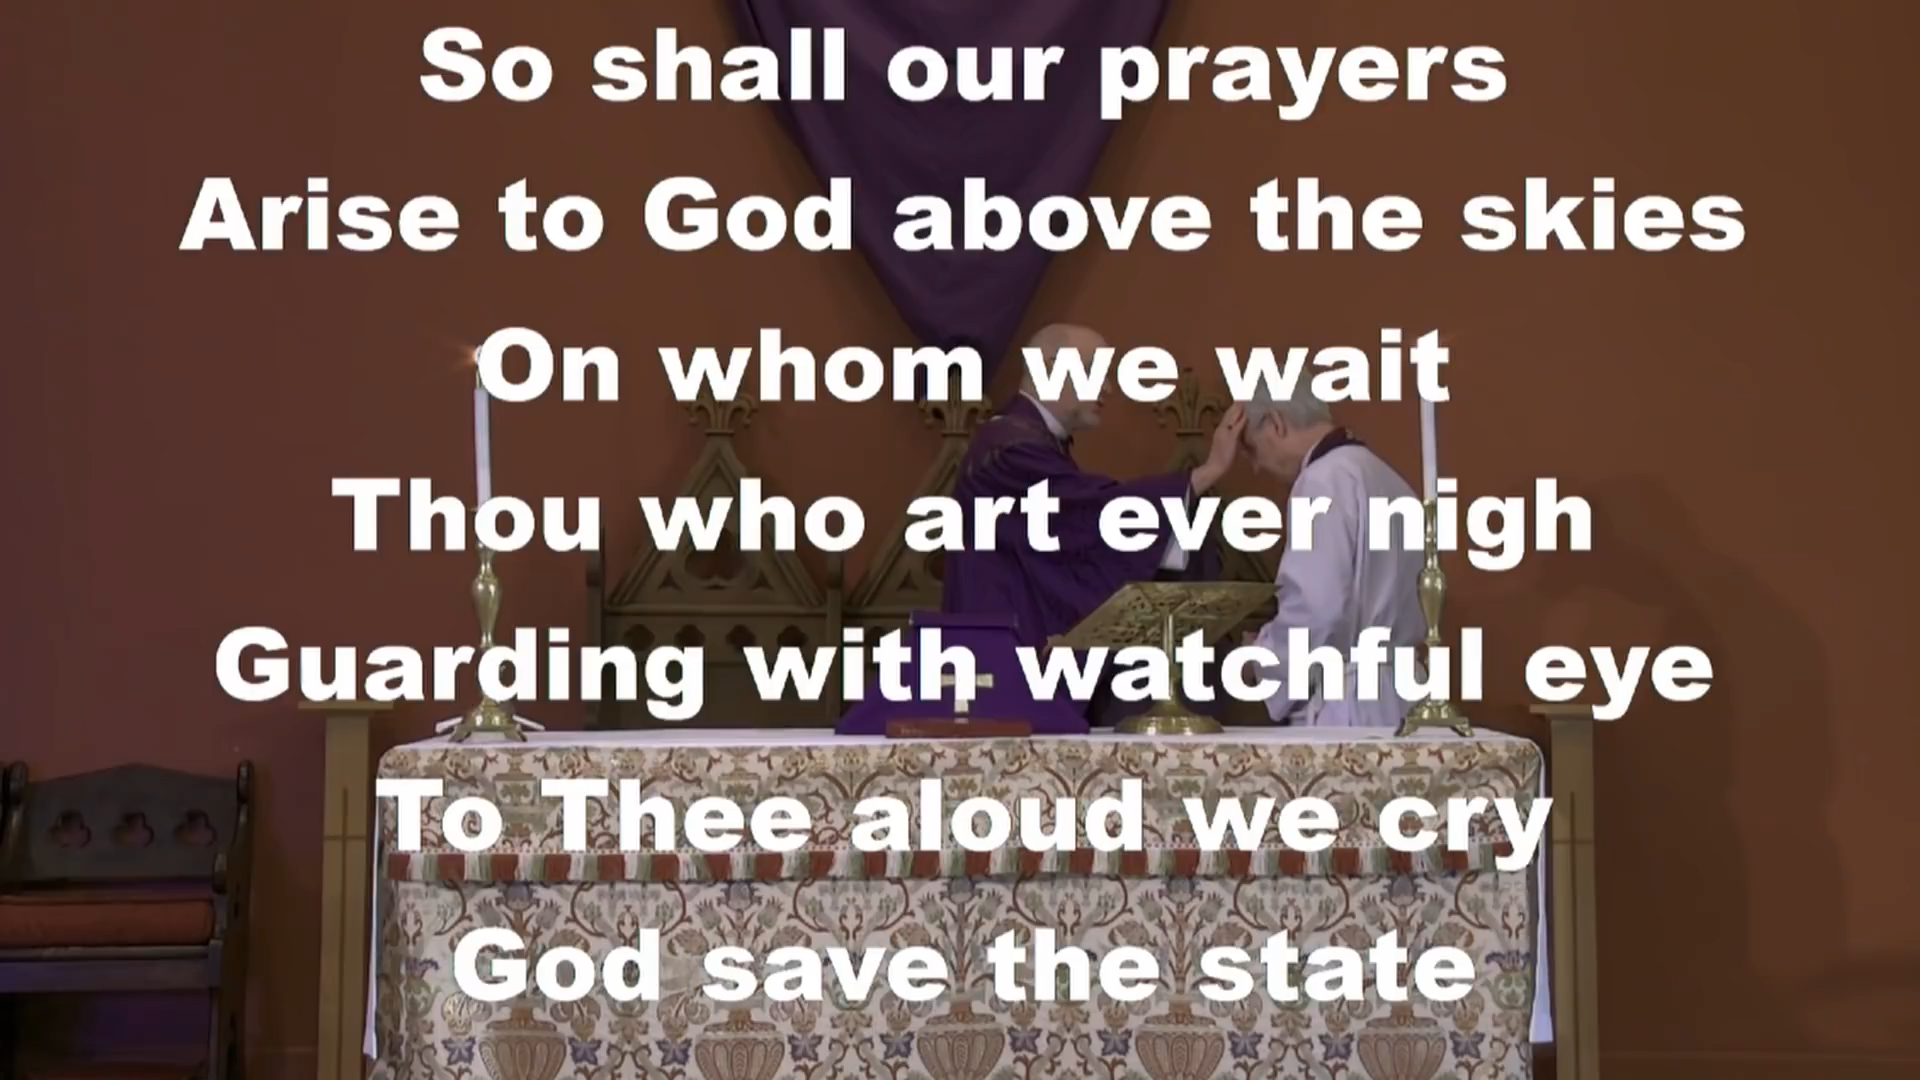 So shall our prayers
Arise to God above the skies
On whom we wait
Thou who art ever nigh
Guarding with watchful eye
To Thee aloud we cry
God save the state